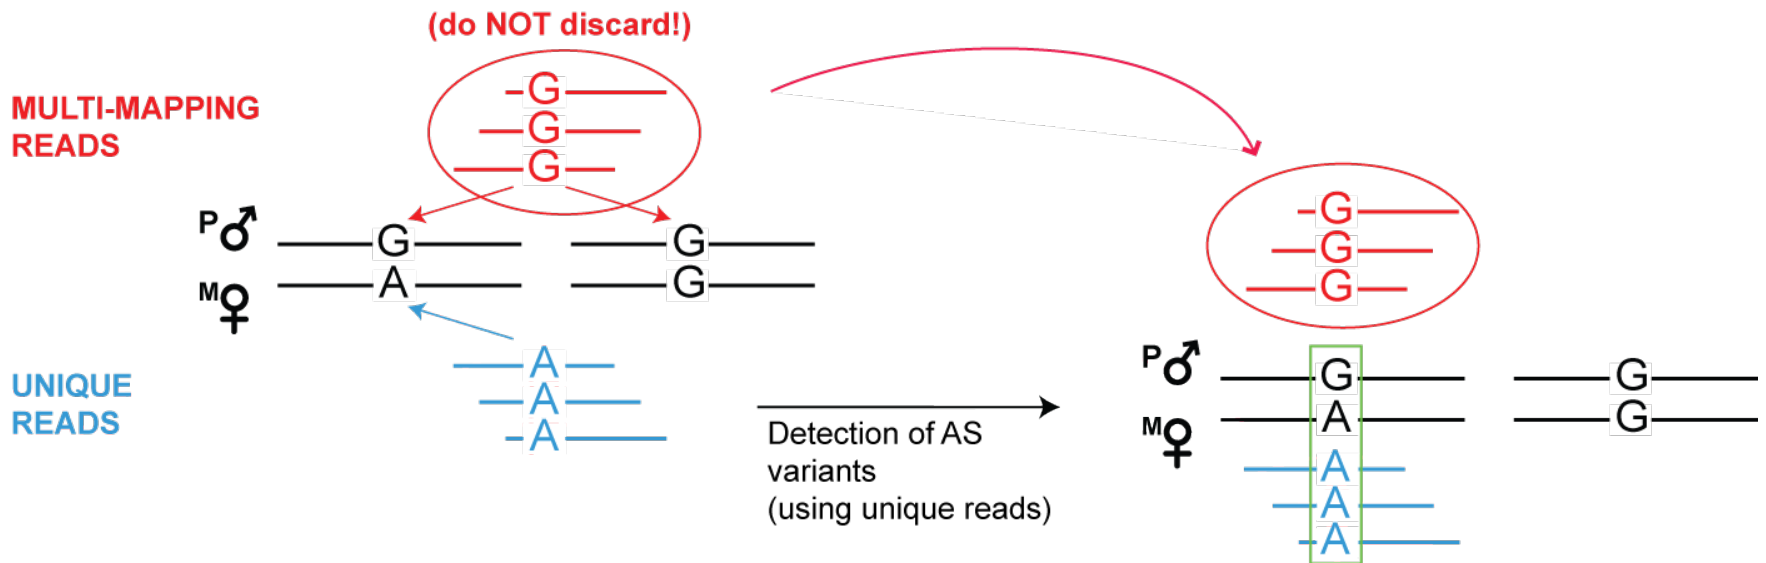 (do NOT discard!)
MULTI-MAPPING
READS
G
G
G
P♂
G
G
M♀
A
G
UNIQUE
READS
A
A
A
Detection of AS
variants
(using unique reads)
G
G
G
P♂
G
G
M♀
A
G
A
A
A